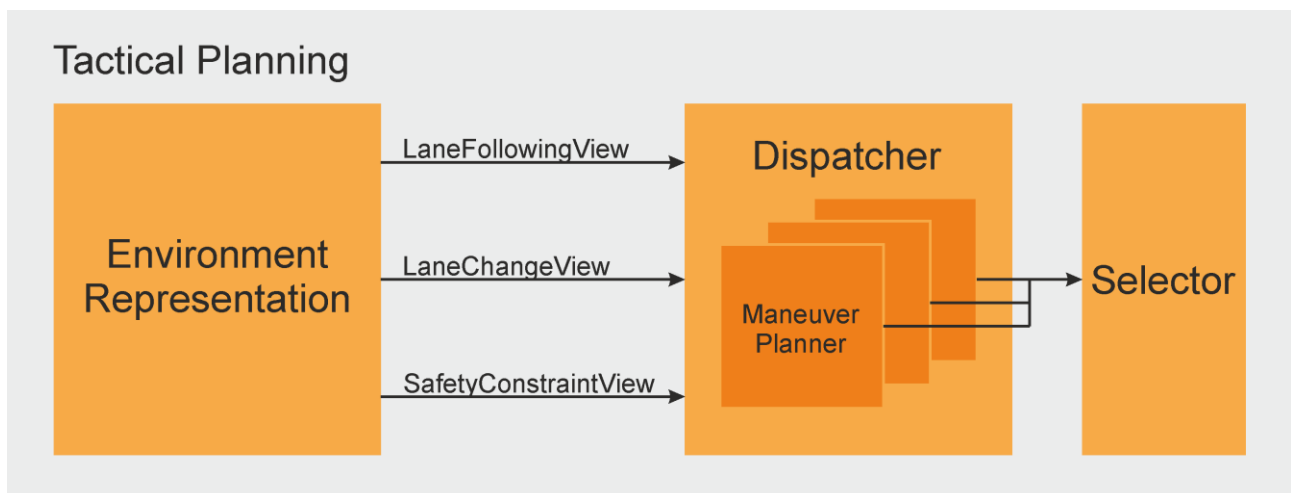 Tactical Planning
Environment
Representation
LaneFollowingView
LaneChangeView
SafetyConstraintView
Dispatcher
Maneuver
Planner
Selector